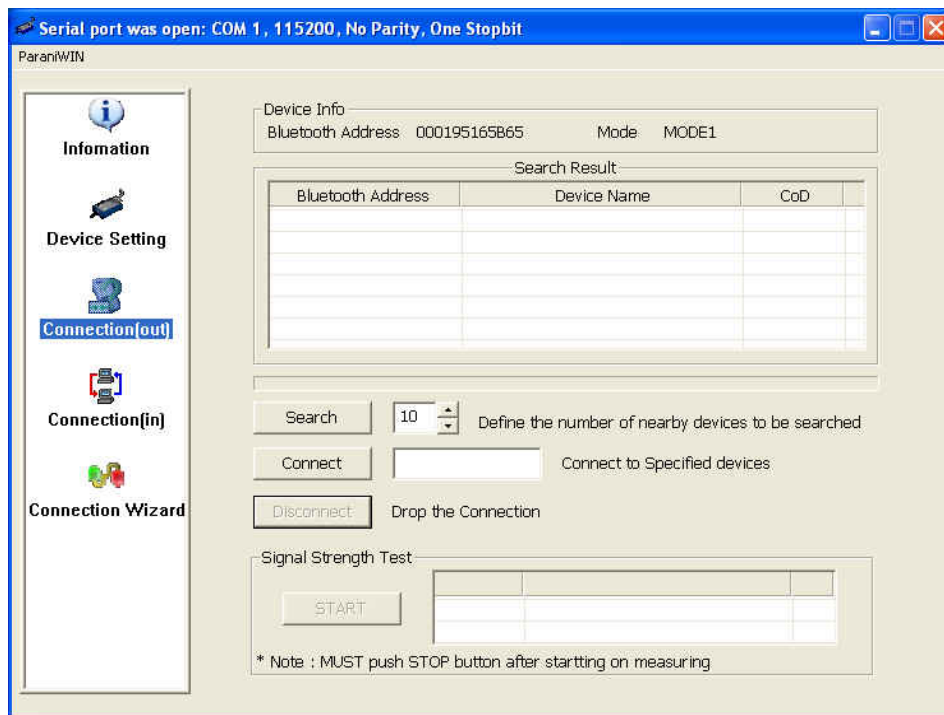 Serial port was open: COM 1, 115200, No Parity, One Stopbit
ParaniWIN
Infomation
Device Setting
Connection(out)
Connection(in)
Connection Wizard
Device Info
Bluetooth Address 000195165B65 Mode MODE1
Search Result
Bluetooth Address Device Name CoD
Search 10 Define the number of nearby devices to be searched
Connect Connect to Specified devices
Disconnect Drop the Connection
Signal Strength Test
START
* Note : MUST push STOP button after startting on measuring